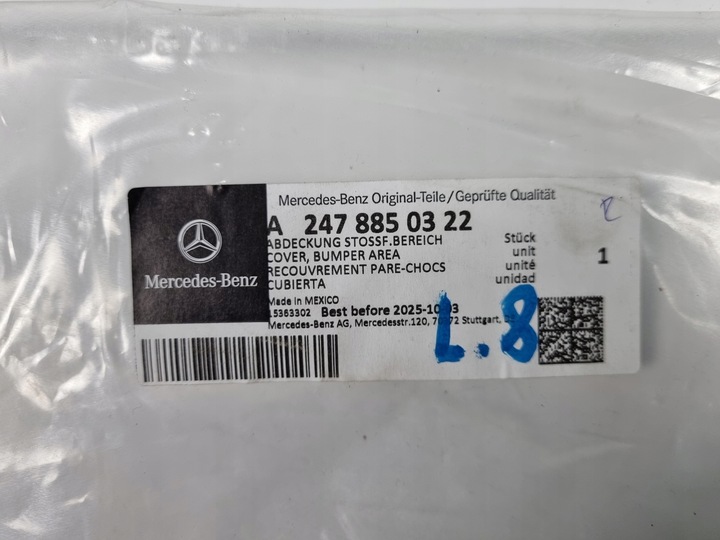 Mercedes-Benz Original-Teile/Geprüfte Qualität
A 247 885 03 22
ABDECKUNG STOSSF.BEREICH Stück
COVER, BUMPER AREA unit 1
RECOUVREMENT PARE-CHOCS unité
CUBIERTA unidad
Made in MEXICO
15363302 Best before 2025-10-03
Mercedes-Benz AG, Mercedesstr.120, 70372 Stuttgart,
Mercedes-Benz
L.8